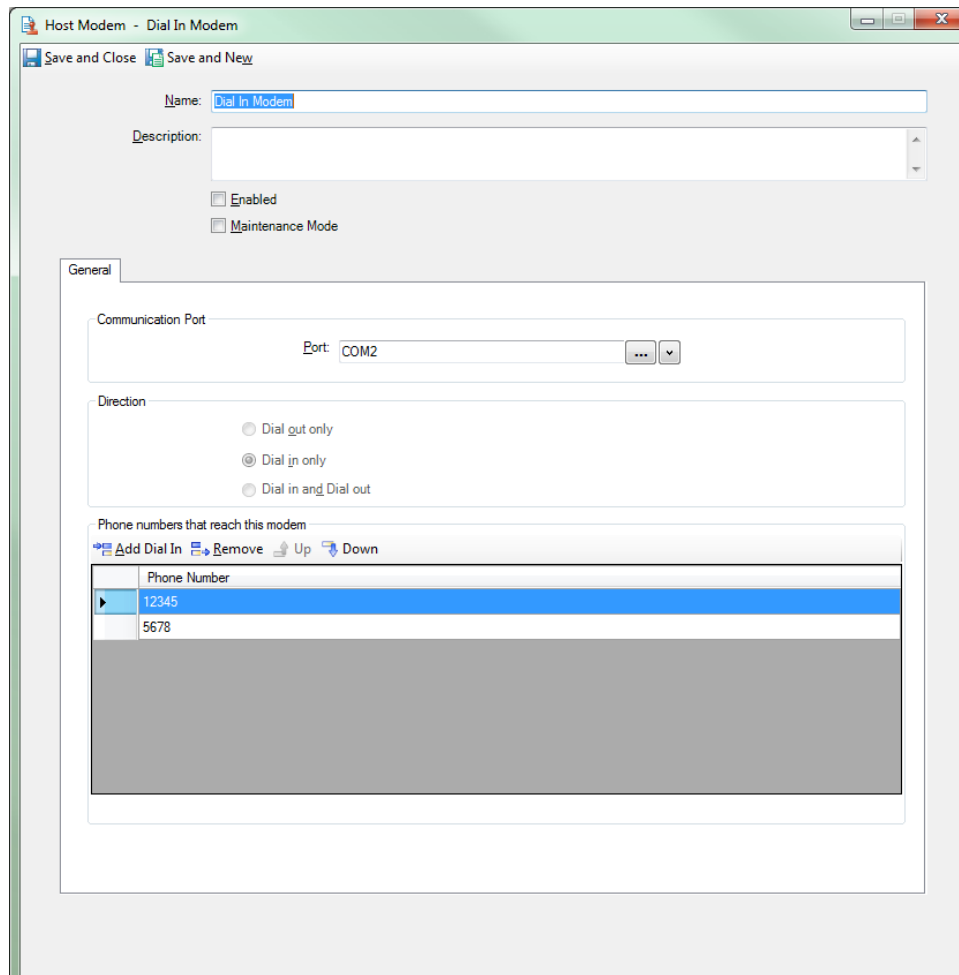 Host Modem - Dial In Modem
Save and Close Save and New
Name: Dial In Modem
Description:
Enabled
Maintenance Mode
General
Communication Port
Port: COM2 ...
Direction
Dial out only
Dial in only
Dial in and Dial out
Phone numbers that reach this modem
Add Dial In Remove Up Down
Phone Number
12345
5678